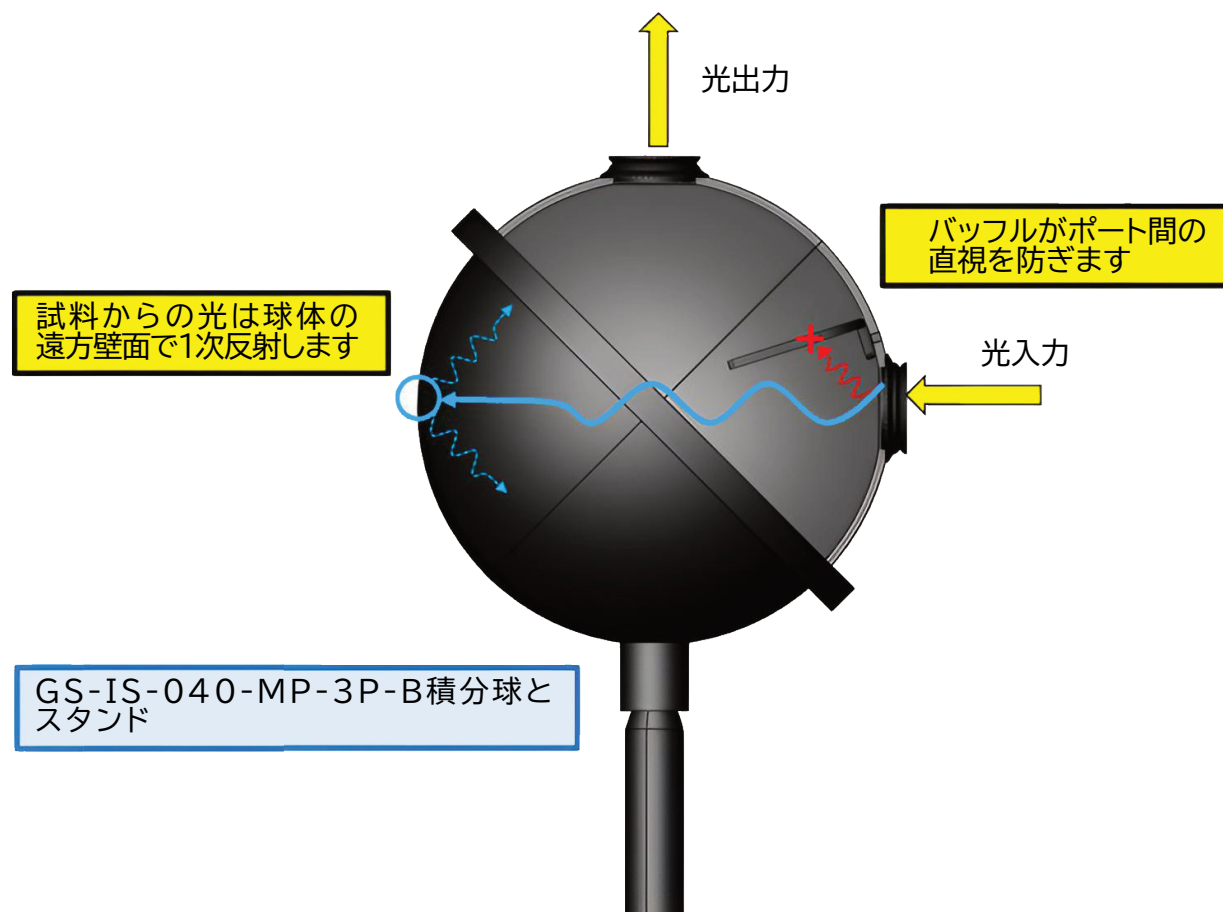 光出力
バッフルがポート間の
直視を防ぎます
試料からの光は球体の
遠方壁面で1次反射します
光入力
GS-IS-040-MP-3P-B積分球と
スタンド